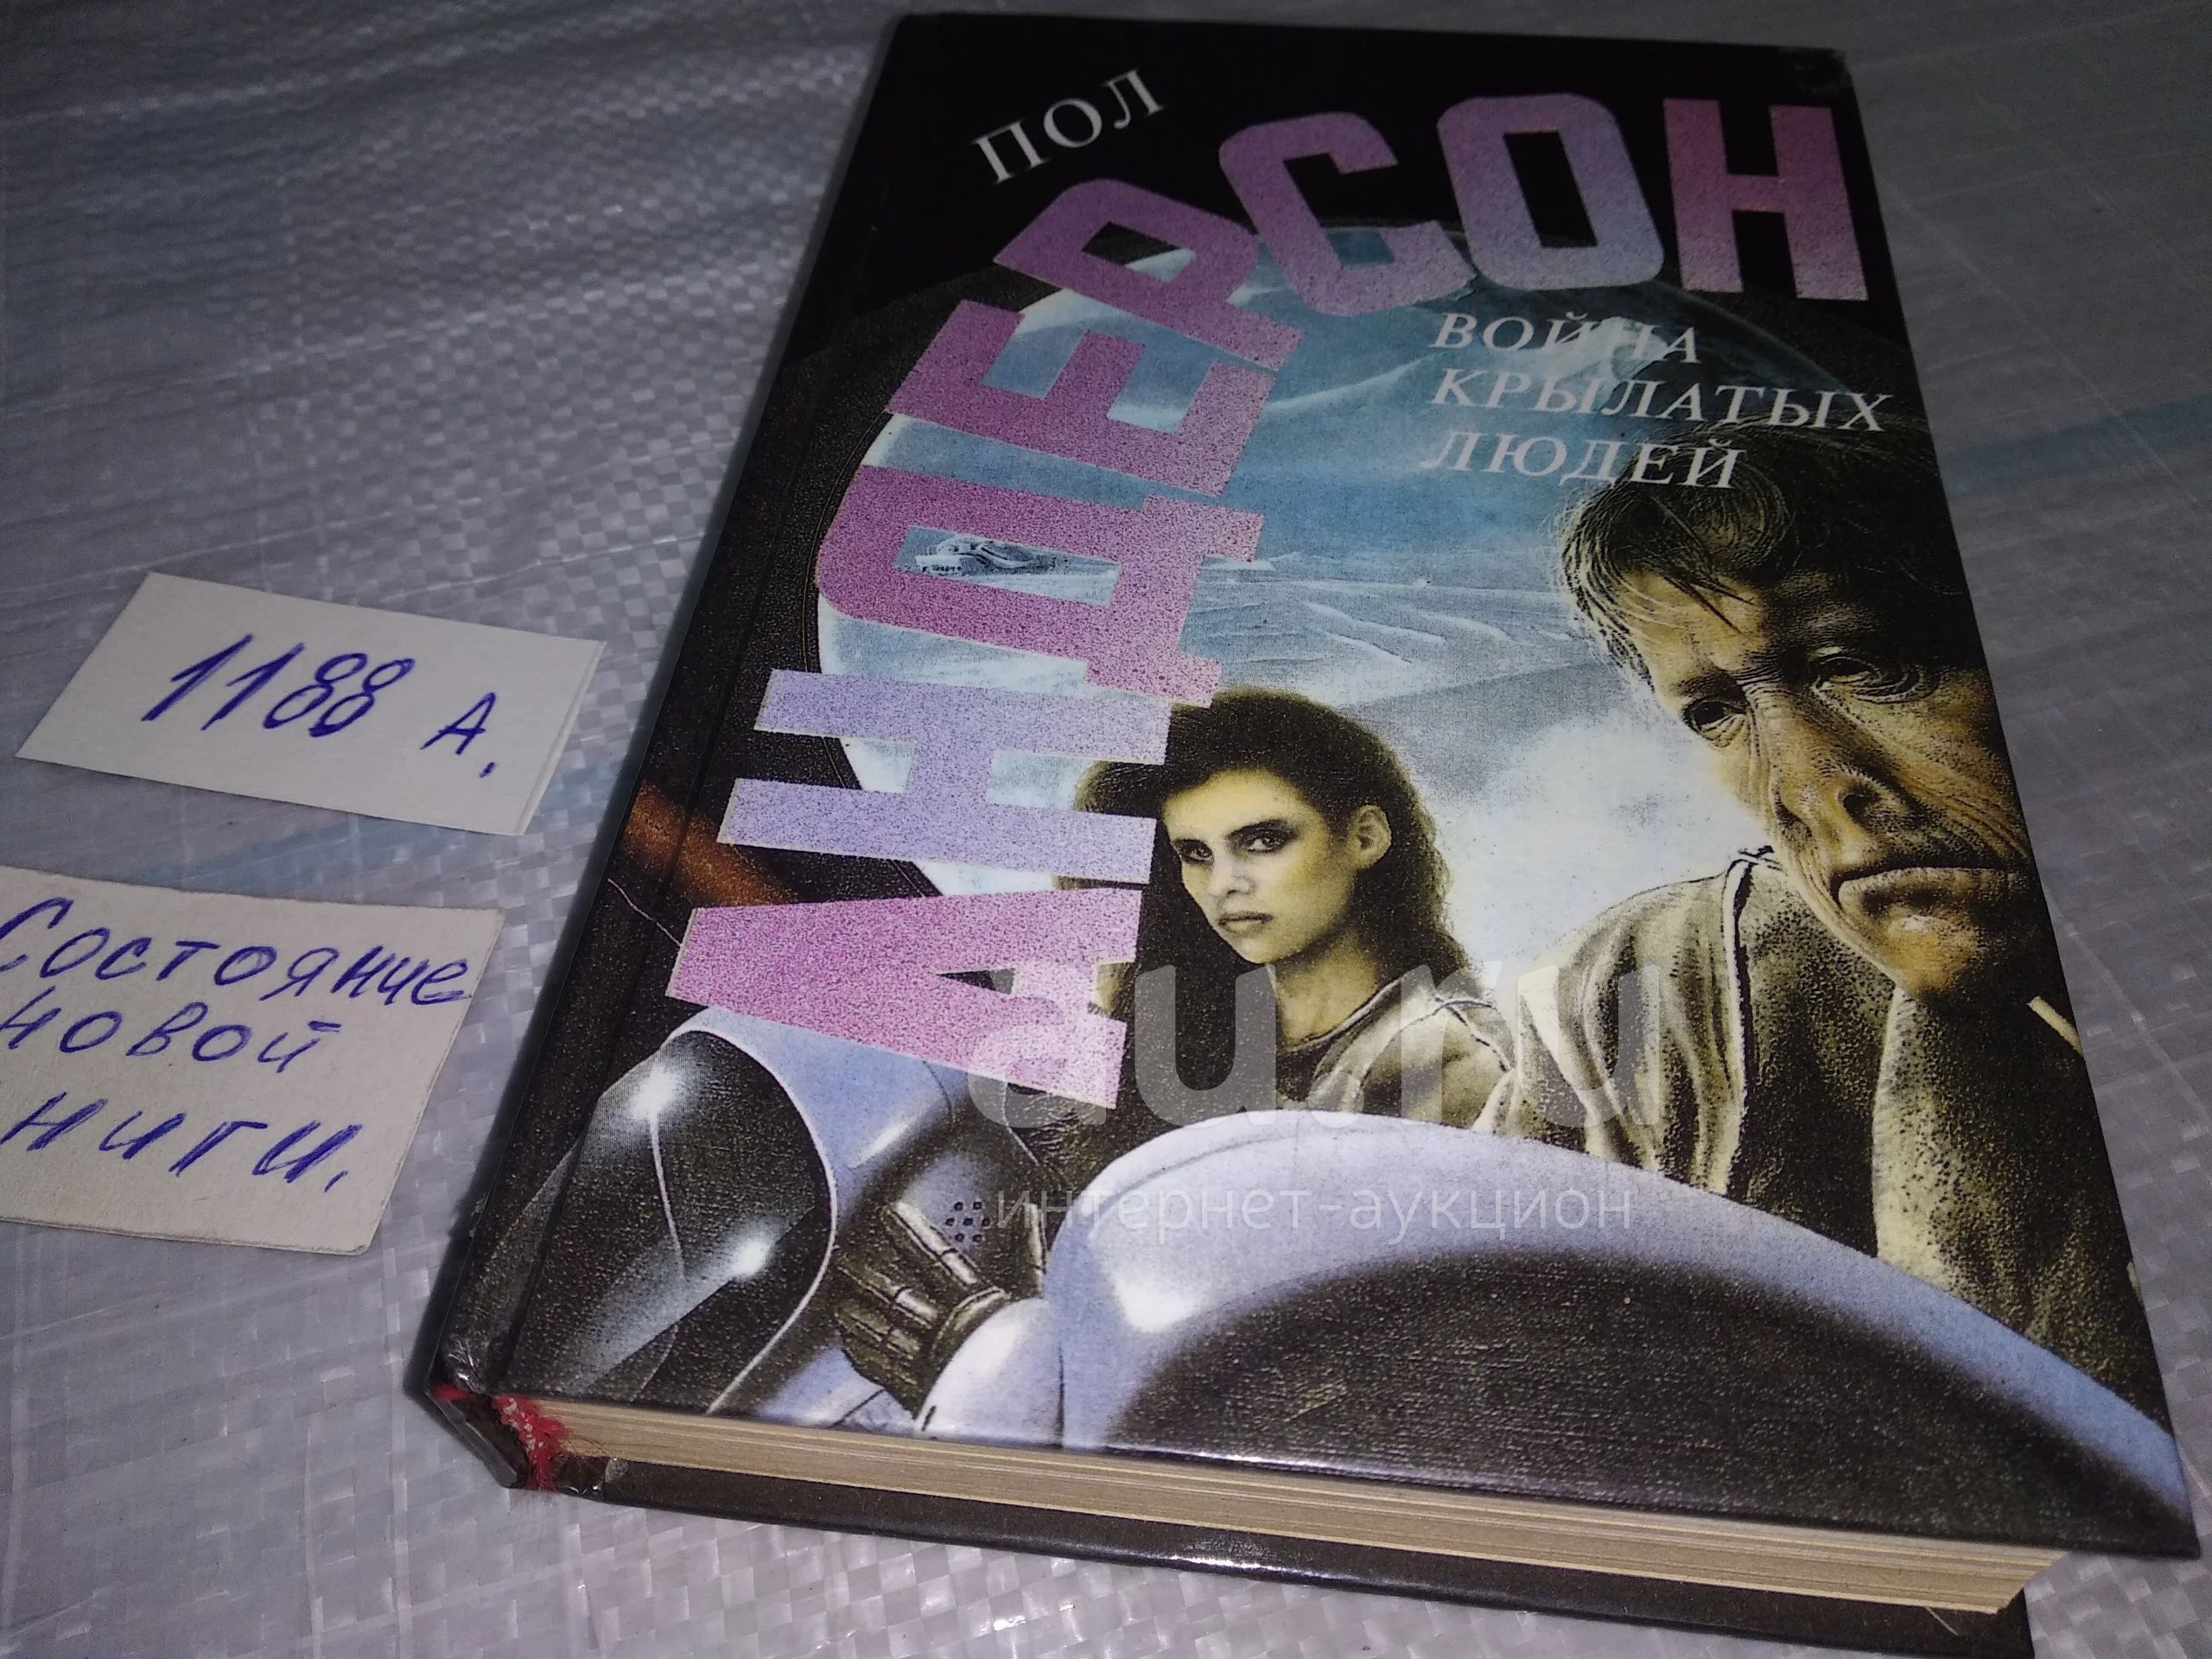 ПОЛ
АНДЕРСОН
ВОЙНА
КРЫЛАТЫХ
ЛЮДЕЙ
1188 А.
Состояние
новой
ниги.
au.ru
интернет-аукцион